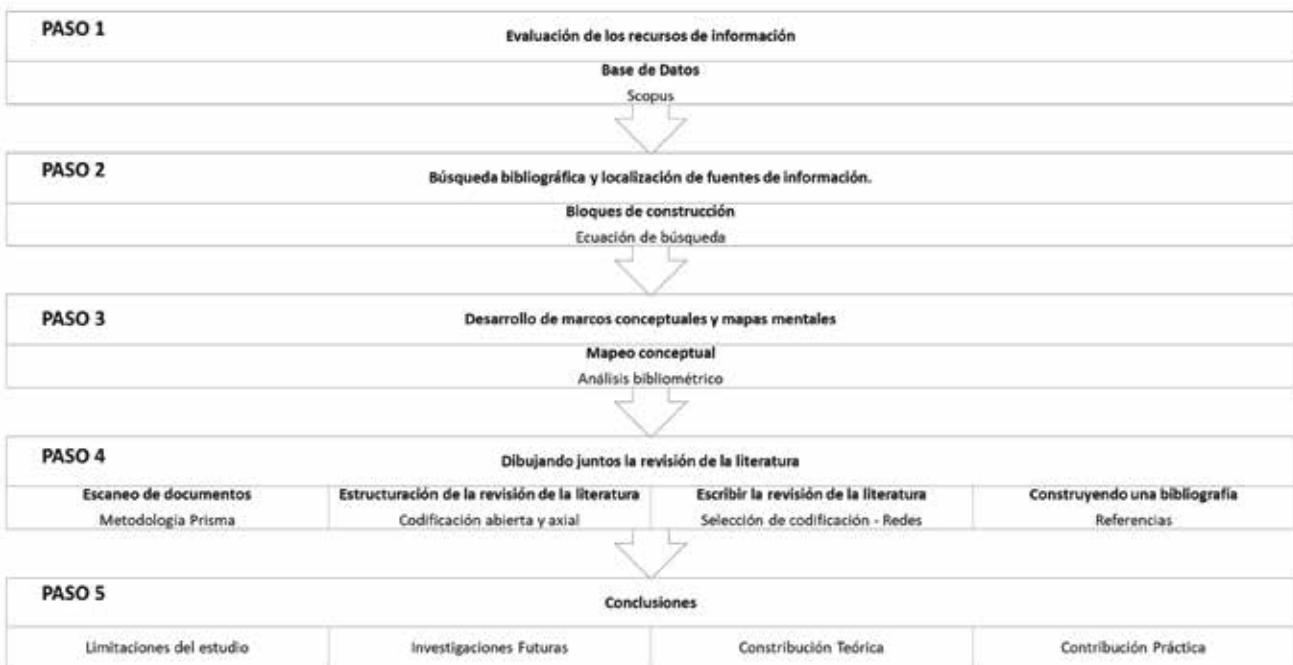 PASO 1
Evaluación de los recursos de información
Base de Datos
Scopus
PASO 2
Búsqueda bibliográfica y localización de fuentes de información.
Bloques de construcción
Ecuación de búsqueda
PASO 3
Desarrollo de marcos conceptuales y mapas mentales
Mapeo conceptual
Análisis bibliométrico
PASO 4
Dibujando juntos la revisión de la literatura
Escaneo de documentos
Metodología Prisma
Estructuración de la revisión de la literatura
Codificación abierta y axial
Escribir la revisión de la literatura
Selección de codificación - Redes
Construyendo una bibliografía
Referencias
PASO 5
Conclusiones
Limitaciones del estudio
Investigaciones Futuras
Constribución Teórica
Contribución Práctica